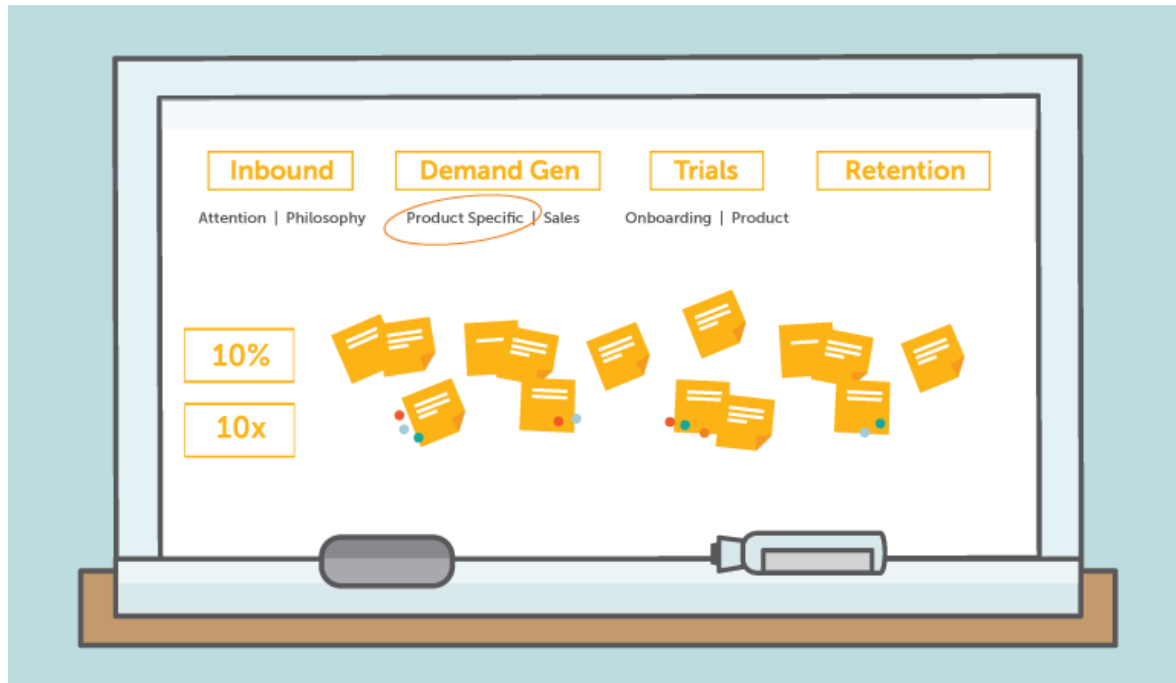 Inbound Demand Gen Trials Retention
Attention | Philosophy Product Specific | Sales Onboarding | Product
10%
10x